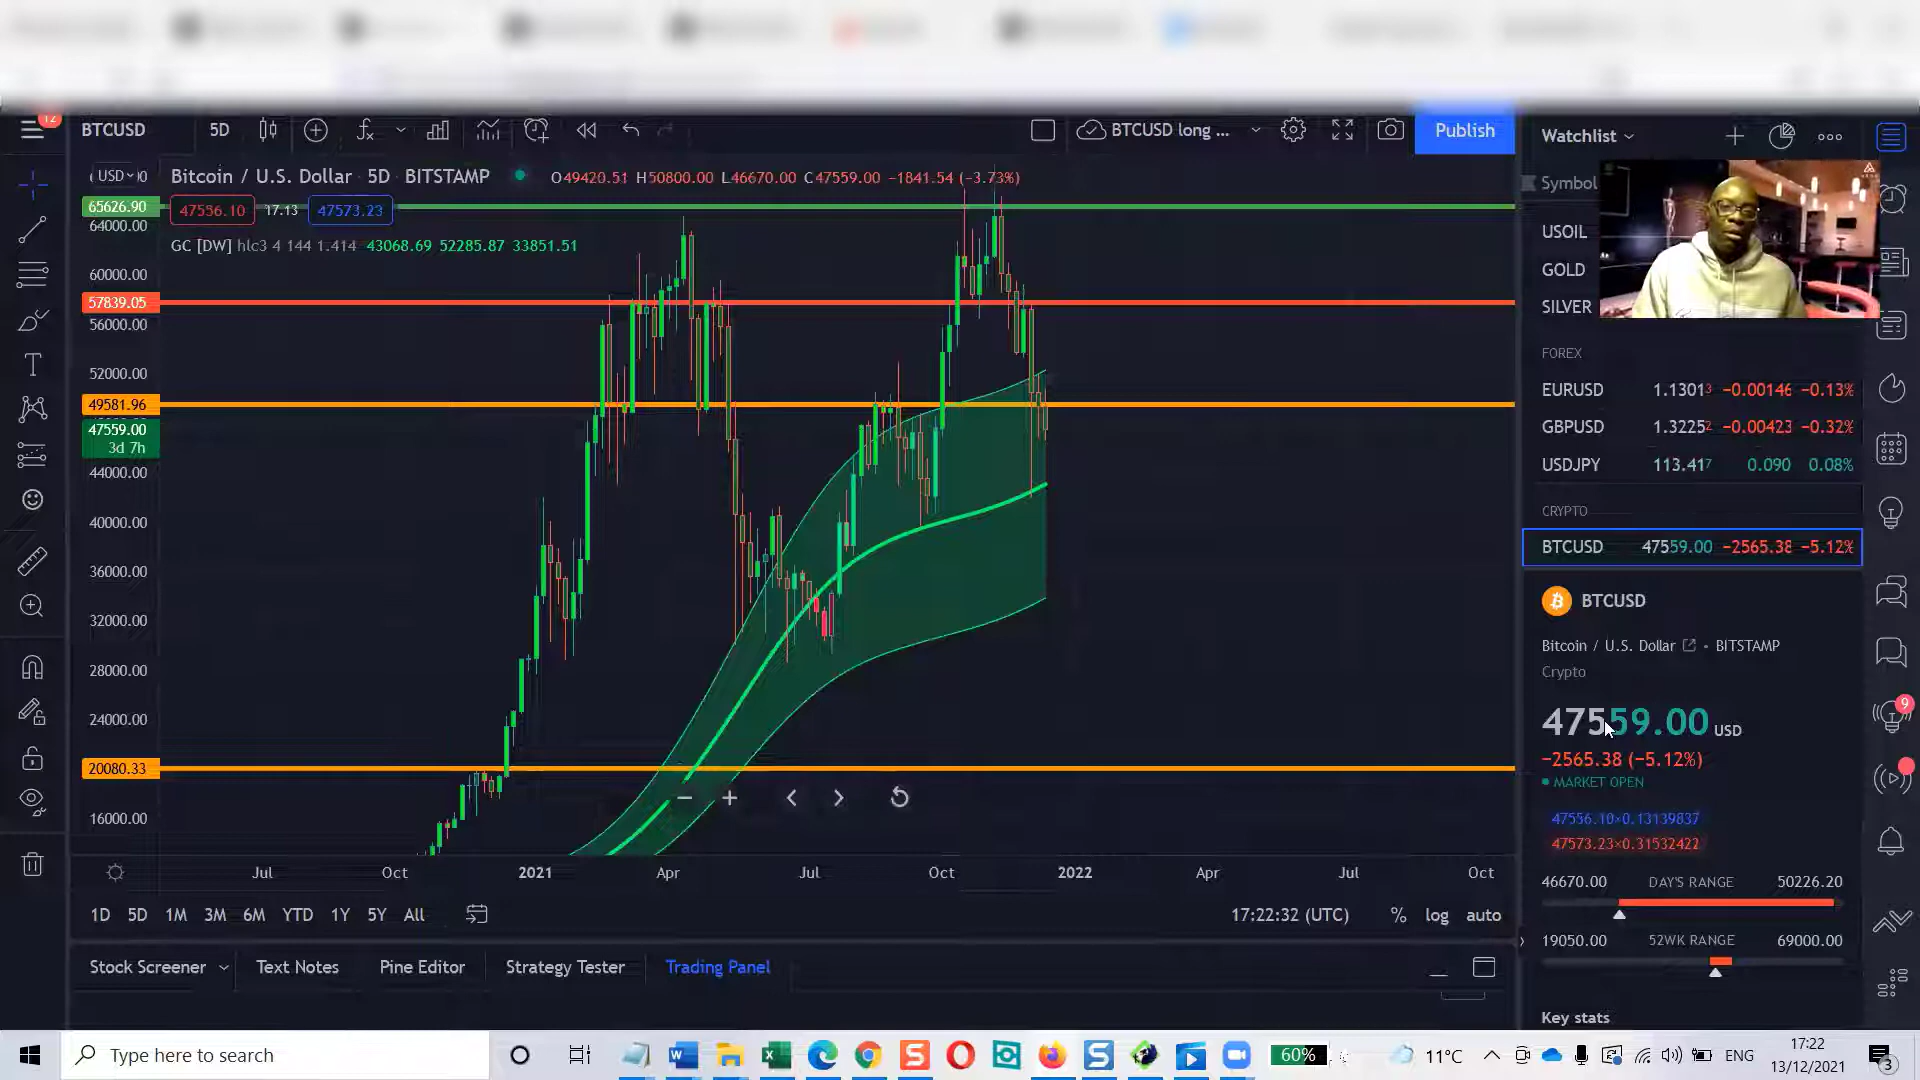 12
BTCUSD
5D
BTCUSD long ...
Publish
Watchlist
USD
Bitcoin / U.S. Dollar · 5D · BITSTAMP
O49420.51 H50800.00 L46670.00 C47559.00 −1841.54 (−3.73%)
Symbol
65626.90
47556.10
17.13
47573.23
64000.00
USOIL
GC [DW] hlc3 4 144 1.414 43068.69 52285.87 33851.51
60000.00
GOLD
57839.05
SILVER
56000.00
FOREX
52000.00
EURUSD 1.13013 −0.00146 −0.13%
49581.96
GBPUSD 1.32252 −0.00423 −0.32%
47559.00
3d 7h
USDJPY 113.417 0.090 0.08%
44000.00
CRYPTO
40000.00
BTCUSD 47559.00 −2565.38 −5.12%
36000.00
BTCUSD
32000.00
Bitcoin / U.S. Dollar • BITSTAMP
28000.00
Crypto
24000.00
9
47559.00 USD
20080.33
−2565.38 (−5.12%)
MARKET OPEN
16000.00
47556.10×0.13139837
47573.23×0.31532422
Jul Oct 2021 Apr Jul Oct 2022 Apr Jul Oct
46670.00 DAY'S RANGE 50226.20
1D 5D 1M 3M 6M YTD 1Y 5Y All
17:22:32 (UTC) % log auto
19050.00 52WK RANGE 69000.00
Stock Screener Text Notes Pine Editor Strategy Tester Trading Panel
Key stats
Type here to search
60%
11°C
ENG
17:22
13/12/2021
3